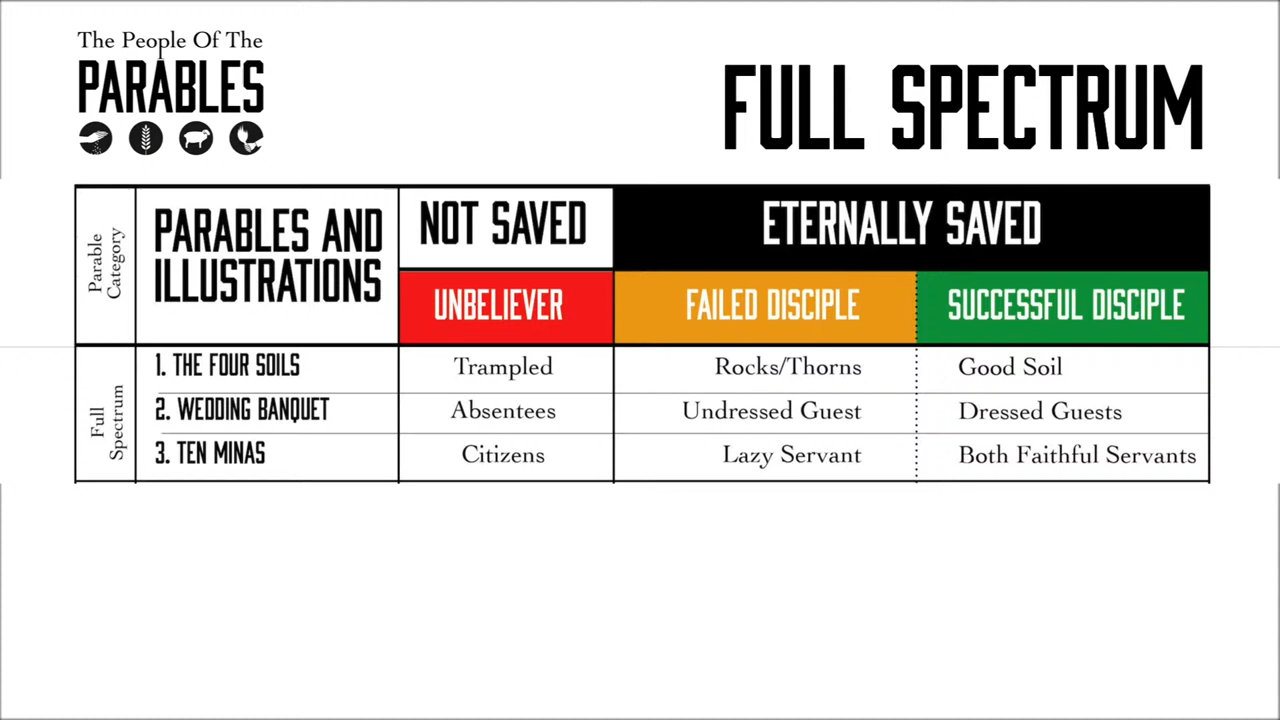 The People Of The
PARABLES
FULL SPECTRUM
Parable
Category
PARABLES AND
ILLUSTRATIONS
NOT SAVED
ETERNALLY SAVED
UNBELIEVER
FAILED DISCIPLE
SUCCESSFUL DISCIPLE
Full
Spectrum
1. THE FOUR SOILS
Trampled
Rocks/Thorns
Good Soil
2. WEDDING BANQUET
Absentees
Undressed Guest
Dressed Guests
3. TEN MINAS
Citizens
Lazy Servant
Both Faithful Servants